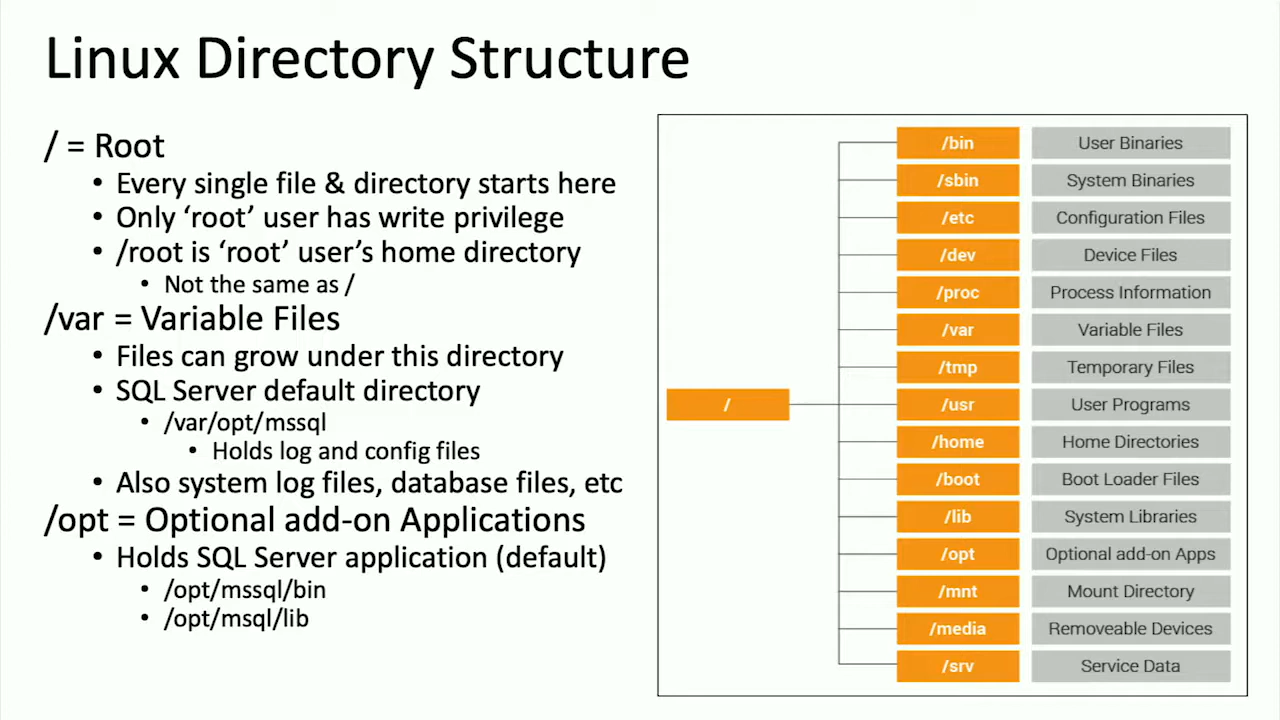 Linux Directory Structure
/ = Root
• Every single file & directory starts here
• Only ‘root’ user has write privilege
• /root is ‘root’ user’s home directory
• Not the same as /
/var = Variable Files
• Files can grow under this directory
• SQL Server default directory
• /var/opt/mssql
• Holds log and config files
• Also system log files, database files, etc
/opt = Optional add-on Applications
• Holds SQL Server application (default)
• /opt/mssql/bin
• /opt/msql/lib
/
/bin User Binaries
/sbin System Binaries
/etc Configuration Files
/dev Device Files
/proc Process Information
/var Variable Files
/tmp Temporary Files
/usr User Programs
/home Home Directories
/boot Boot Loader Files
/lib System Libraries
/opt Optional add-on Apps
/mnt Mount Directory
/media Removeable Devices
/srv Service Data